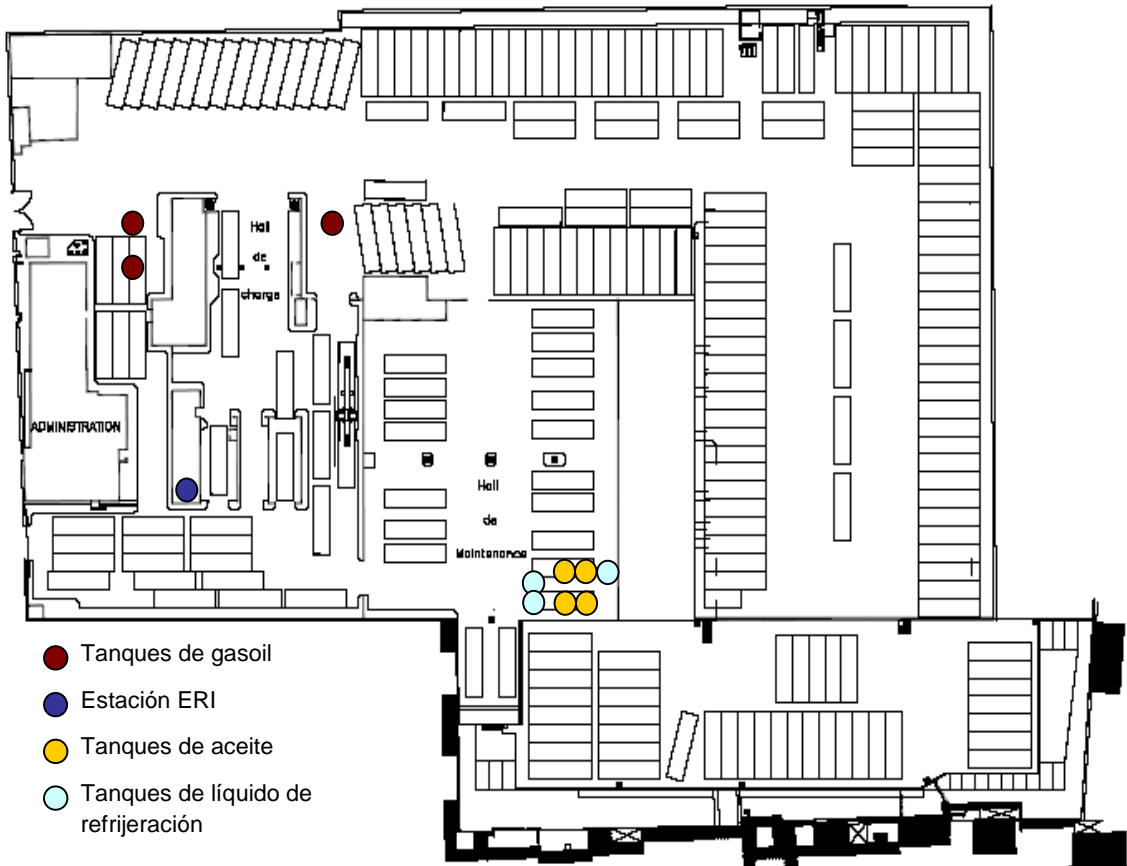 Hall
de
charge
ADMINISTRATION
Hall
de
Maintenance
Tanques de gasoil
Estación ERI
Tanques de aceite
Tanques de líquido de
refrijeración